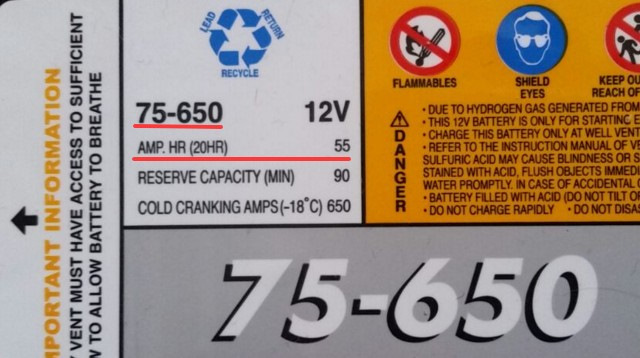 IMPORTANT INFORMATION
VENT MUST HAVE ACCESS TO SUFFICIENT
TO ALLOW BATTERY TO BREATHE
LEAD
RETURN
RECYCLE
75-650 12V
AMP. HR (20HR) 55
RESERVE CAPACITY (MIN) 90
COLD CRANKING AMPS (-18°C) 650
FLAMMABLES
SHIELD
EYES
KEEP
REACH OF
DANGER
• DUE TO HYDROGEN GAS GENERATED FROM
• THIS 12V BATTERY IS ONLY FOR STARTING
• CHARGE THIS BATTERY ONLY AT WELL VENT
• REFER TO THE INSTRUCTION MANUAL OF
SULFURIC ACID MAY CAUSE BLINDNESS OR
STAINED WITH ACID, FLUSH OBJECTS
WATER PROMPTLY. IN CASE OF ACCIDENTAL
• BATTERY FILLED WITH ACID (DO NOT TILT
• DO NOT CHARGE RAPIDLY • DO NOT
75-650